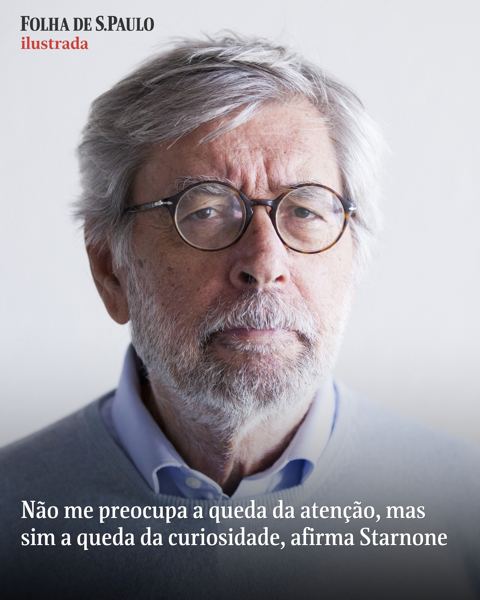 FOLHA DE S.PAULO
ilustrada
Não me preocupa a queda da atenção, mas
sim a queda da curiosidade, afirma Starnone